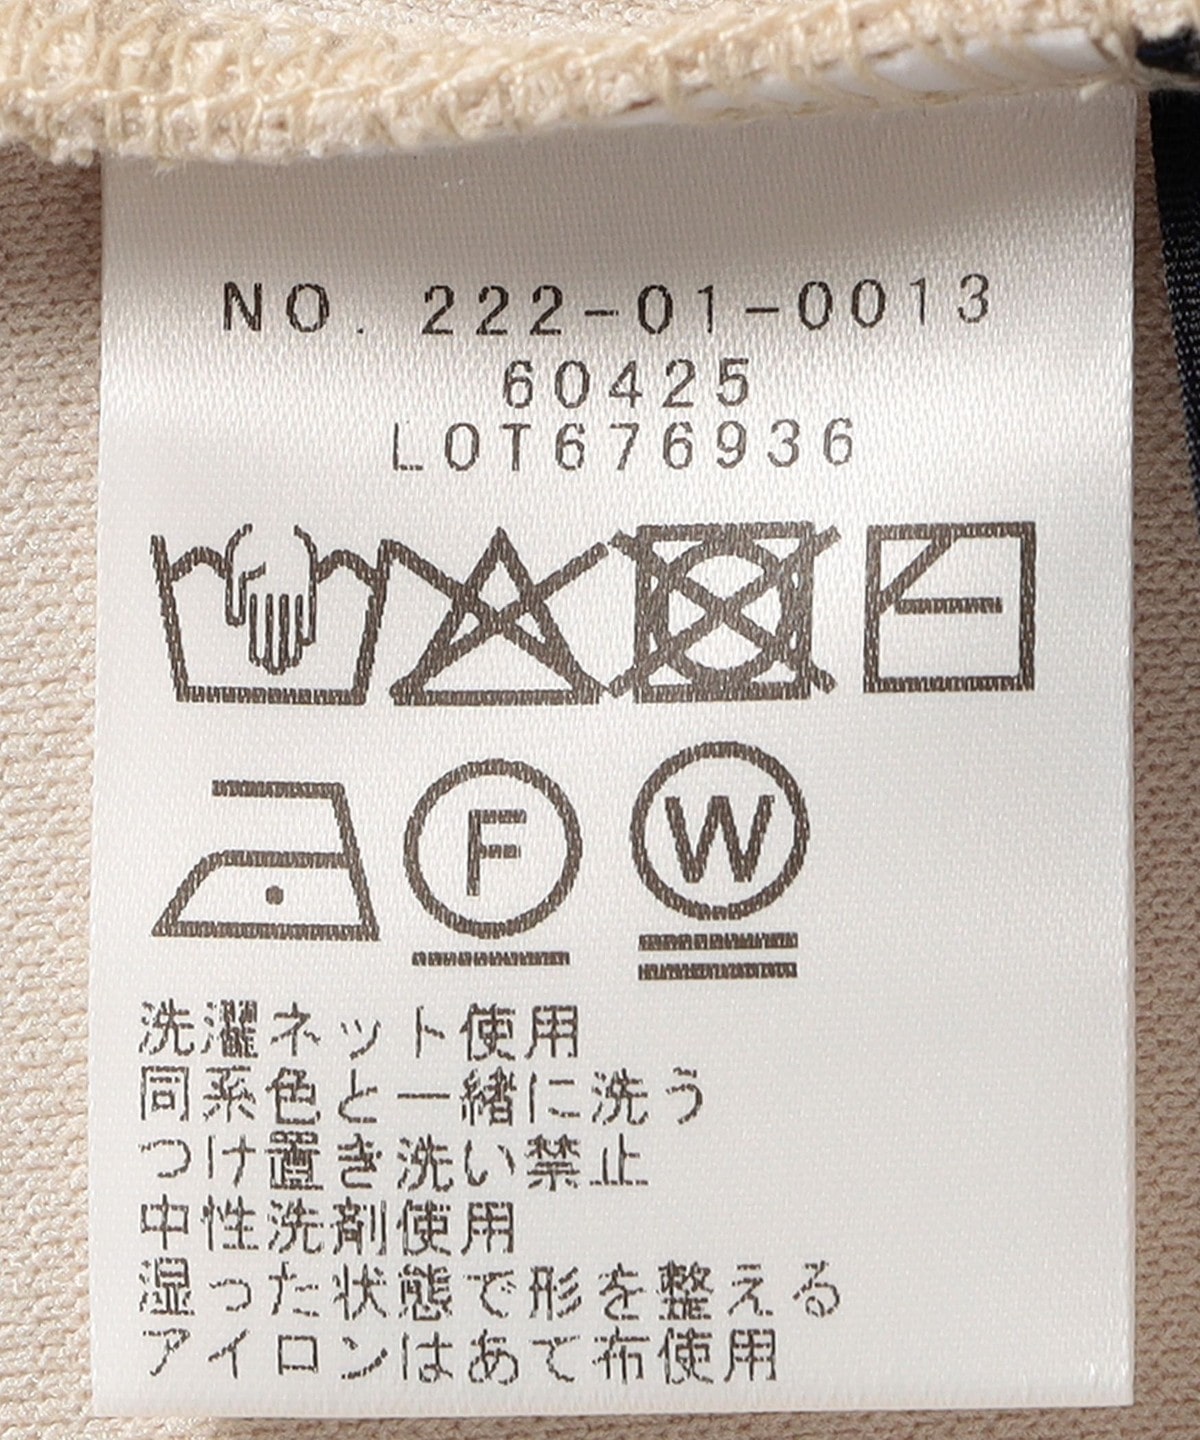 NO. 222-01-0013
60425
LOT676936
F W
洗濯ネット使用
同系色と一緒に洗う
つけ置き洗い禁止
中性洗剤使用
湿った状態で形を整える
アイロンはあて布使用